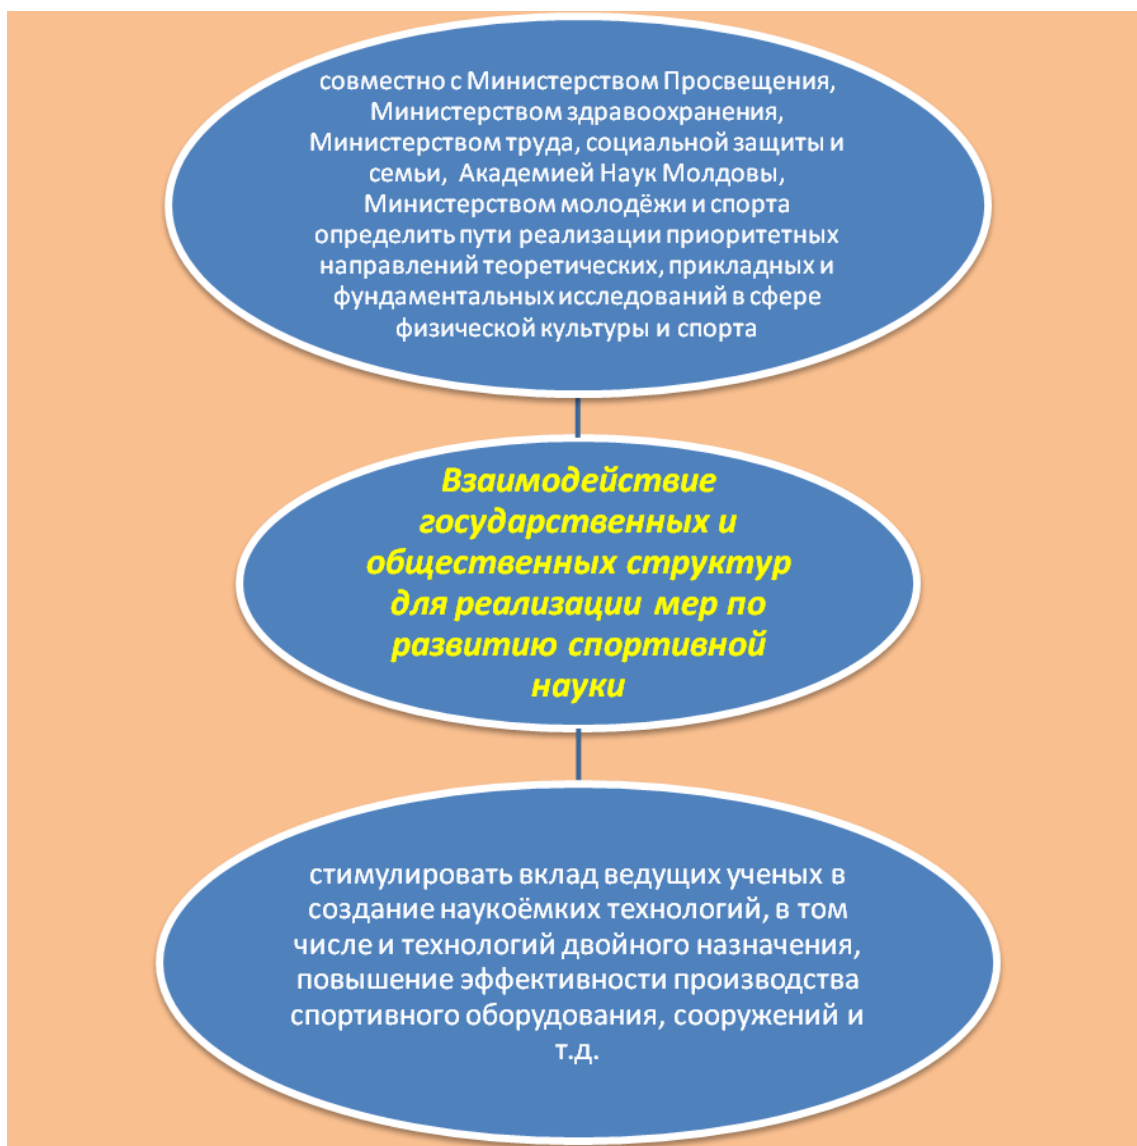 совместно с Министерством Просвещения,
Министерством здравоохранения,
Министерством труда, социальной защиты и
семьи, Академией Наук Молдовы,
Министерством молодёжи и спорта
определить пути реализации приоритетных
направлений теоретических, прикладных и
фундаментальных исследований в сфере
физической культуры и спорта
Взаимодействие
государственных и
общественных структур
для реализации мер по
развитию спортивной
науки
стимулировать вклад ведущих ученых в
создание наукоёмких технологий, в том
числе и технологий двойного назначения,
повышение эффективности производства
спортивного оборудования, сооружений и
т.д.